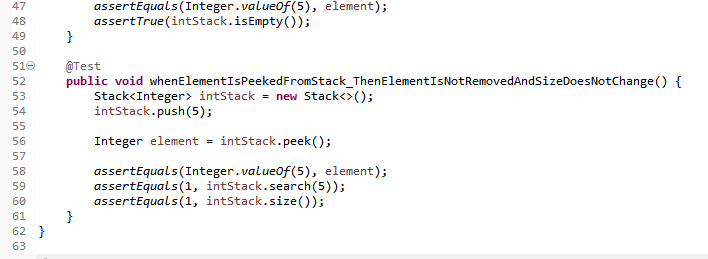 47 assertEquals(Integer.valueOf(5), element);
48 assertTrue(intStack.isEmpty());
49 }
50
51 @Test
52 public void whenElementIsPeekedFromStack_ThenElementIsNotRemovedAndSizeDoesNotChange() {
53 Stack<Integer> intStack = new Stack<>();
54 intStack.push(5);
55
56 Integer element = intStack.peek();
57
58 assertEquals(Integer.valueOf(5), element);
59 assertEquals(1, intStack.search(5));
60 assertEquals(1, intStack.size());
61 }
62 }
63